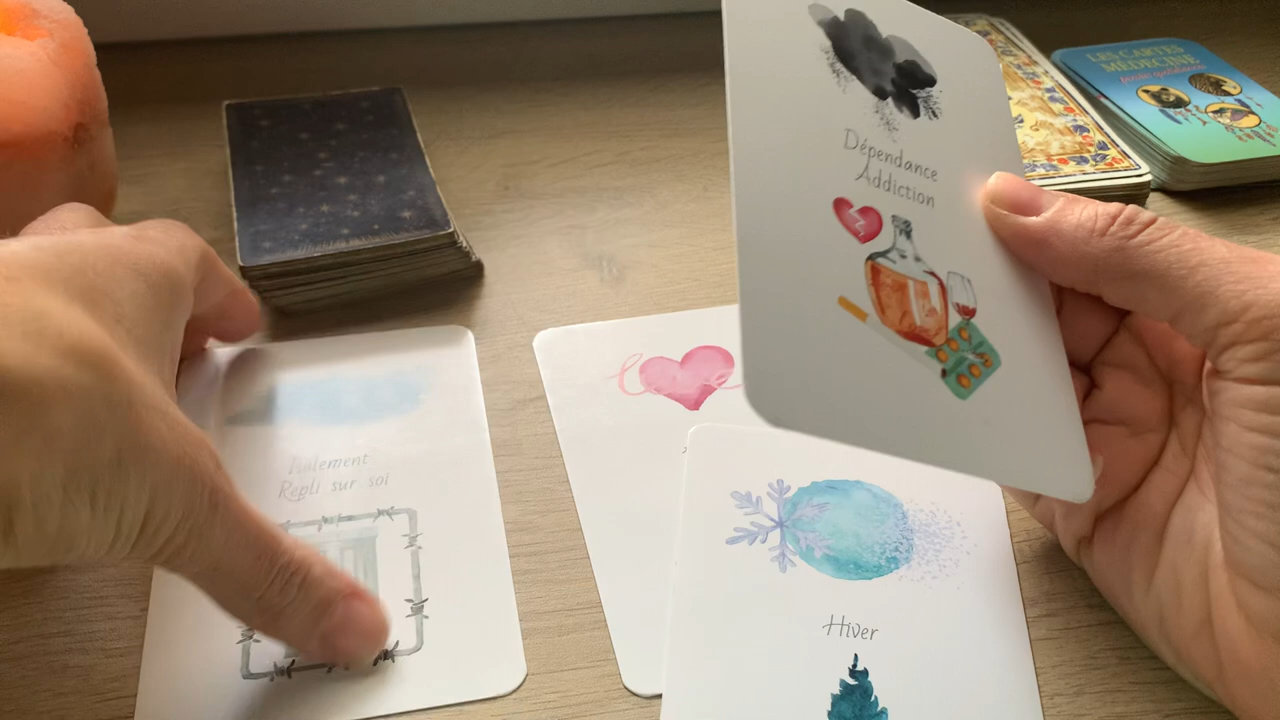 LES CARTES
MÉDECINE
Dépendance
Addiction
Isolement
Repli sur soi
Hiver